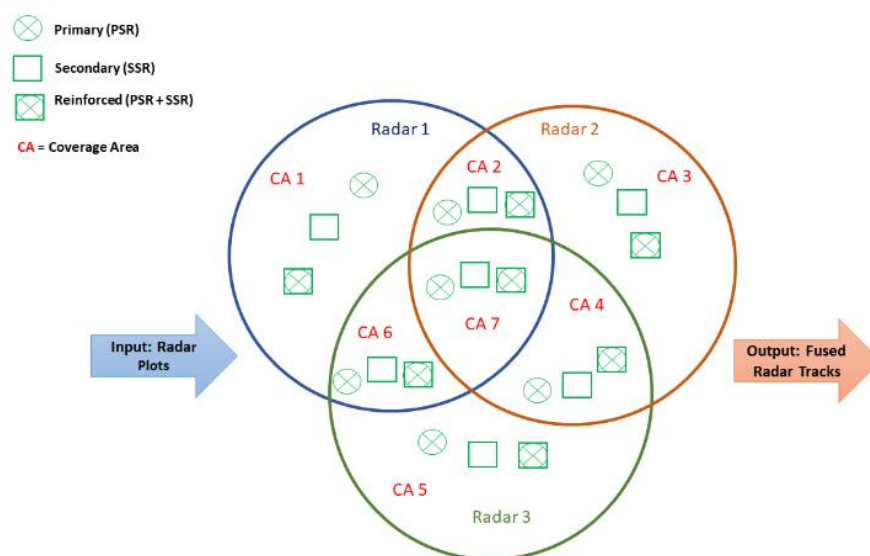 Primary (PSR)
Secondary (SSR)
Reinforced (PSR + SSR)
CA = Coverage Area
Radar 1
Radar 2
CA 1
CA 2
CA 3
CA 4
CA 6
CA 7
Input: Radar
Plots
Output: Fused
Radar Tracks
CA 5
Radar 3